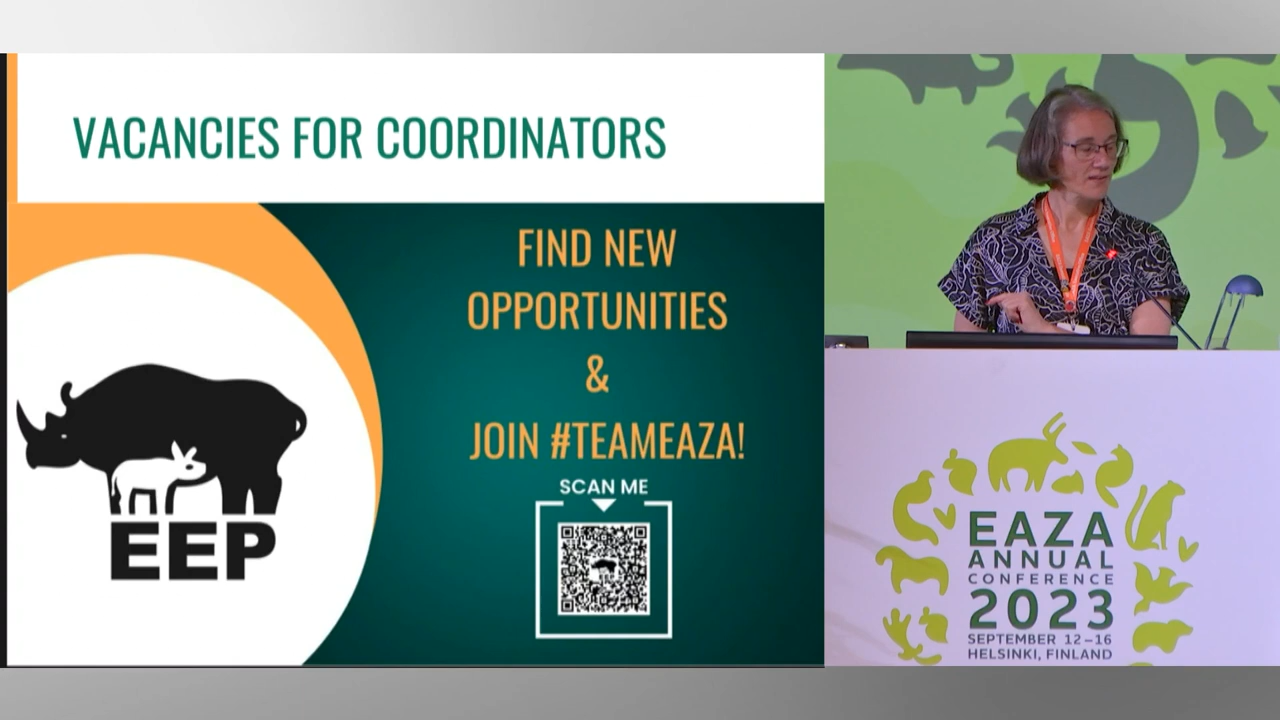 VACANCIES FOR COORDINATORS
FIND NEW
OPPORTUNITIES
&
JOIN #TEAMEAZA!
SCAN ME
EEP
EAZA
ANNUAL
CONFERENCE
2023
SEPTEMBER 12–16
HELSINKI, FINLAND